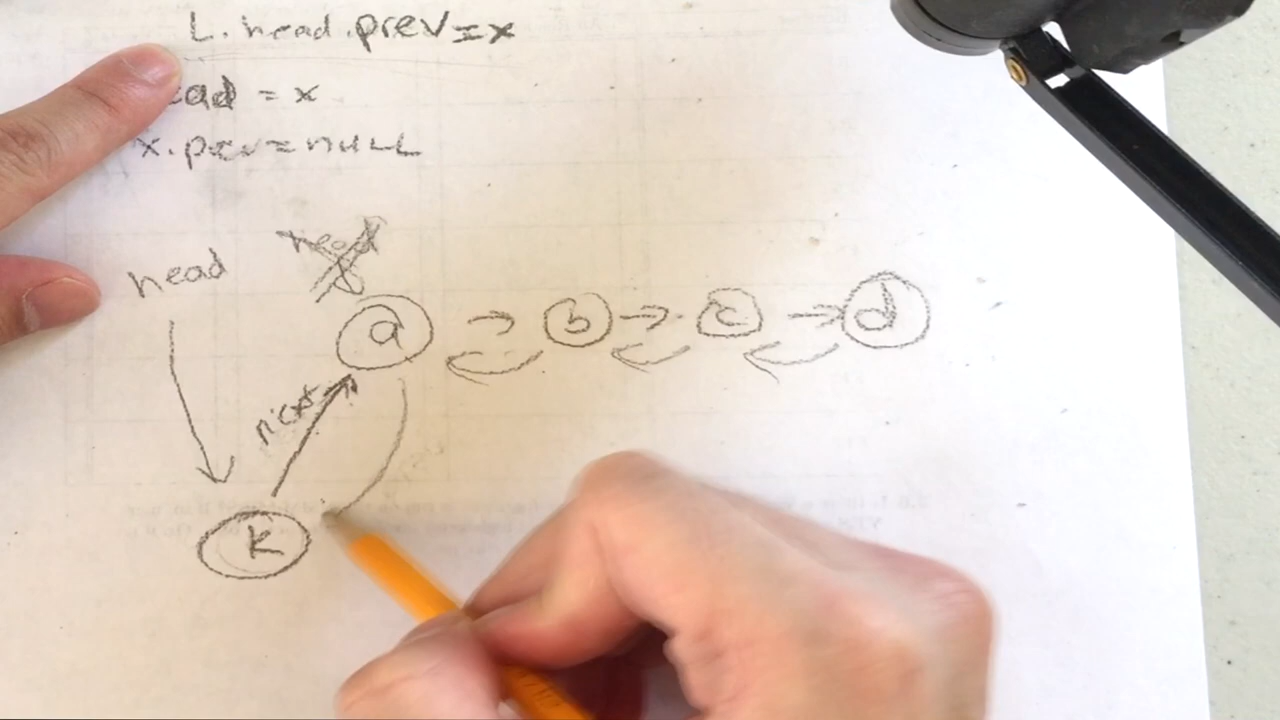 L.head.prev=x
ead = x
x.prev=null
head head
a b c d
next
k